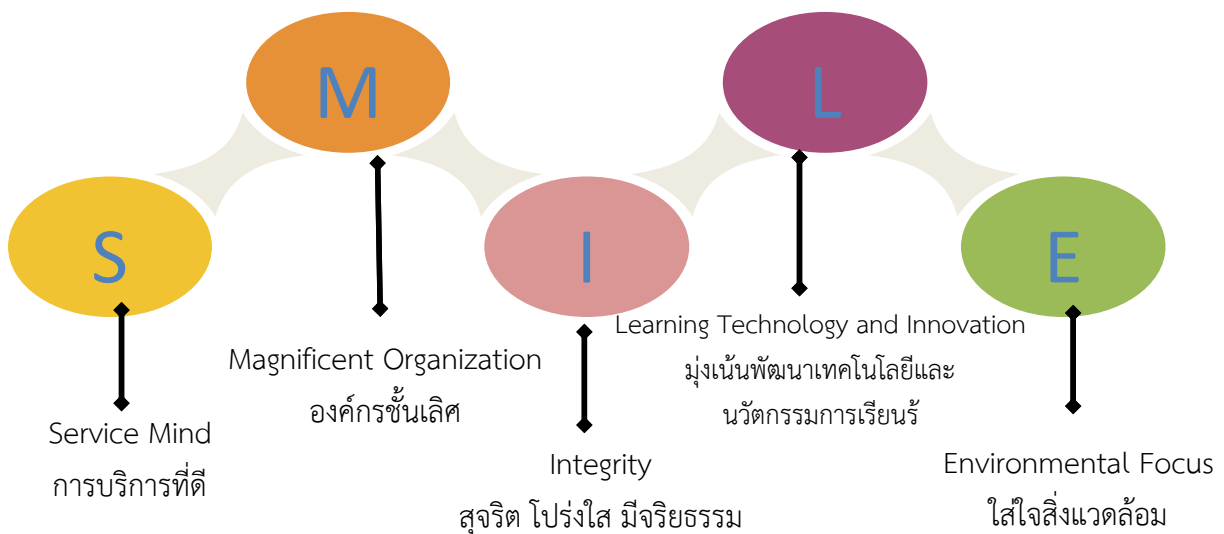 S
Service Mind
การบริการที่ดี
M
Magnificent Organization
องค์กรชั้นเลิศ
I
Integrity
สุจริต โปร่งใส มีจริยธรรม
L
Learning Technology and Innovation
มุ่งเน้นพัฒนาเทคโนโลยีและ
นวัตกรรมการเรียนร้
E
Environmental Focus
ใส่ใจสิ่งแวดล้อม